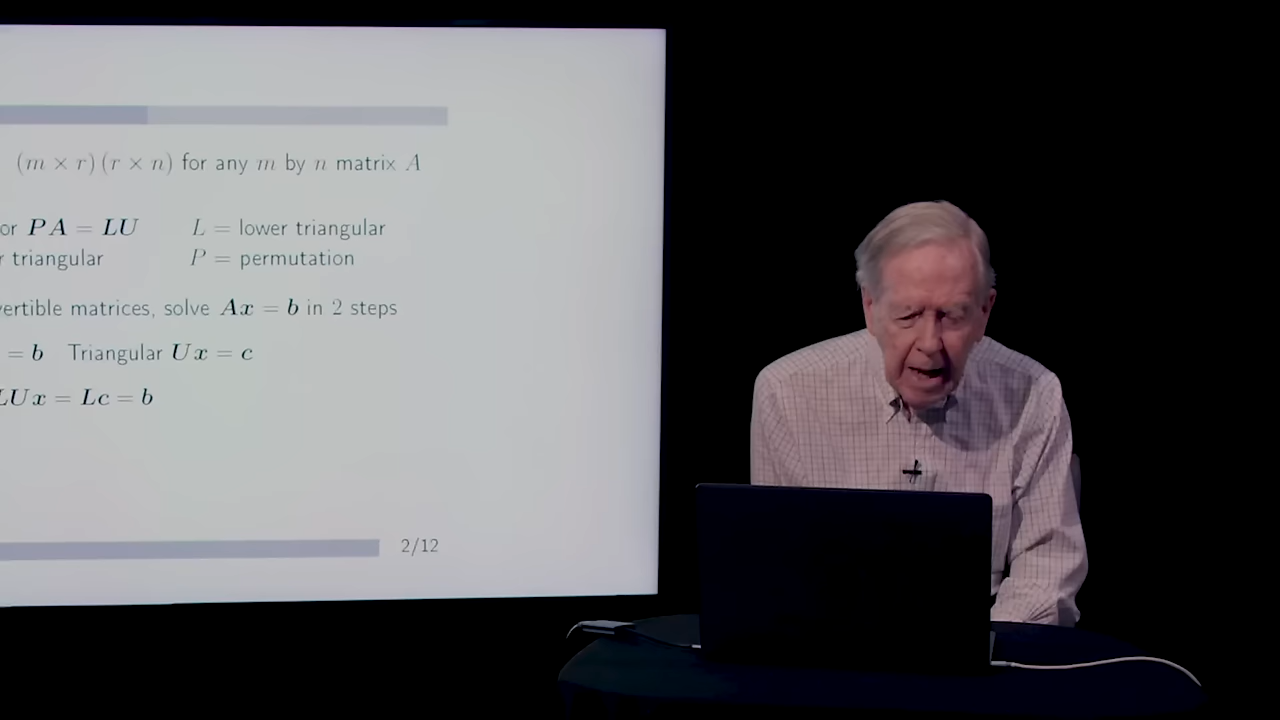 (m × r) (r × n) for any m by n matrix A
or PA = LU L = lower triangular
r triangular P = permutation
vertible matrices, solve Ax = b in 2 steps
= b Triangular Ux = c
LUx = Lc = b
2/12